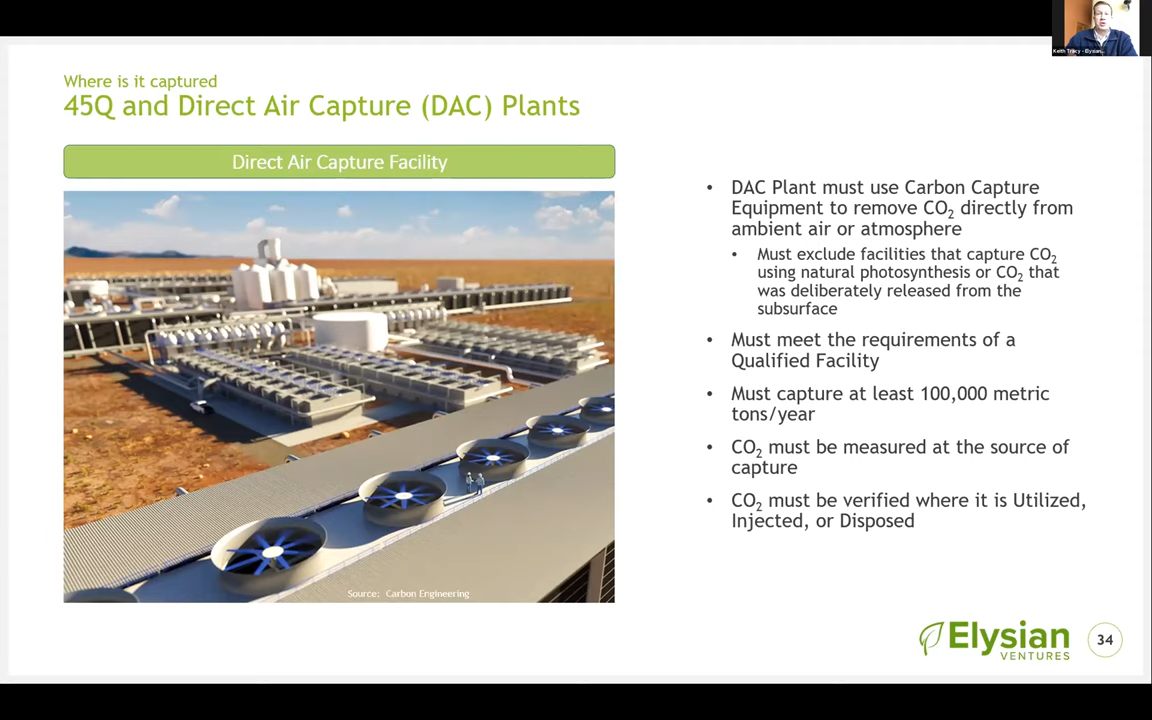 Keith Tracy - Elysian...
Where is it captured
45Q and Direct Air Capture (DAC) Plants
Direct Air Capture Facility
Source: Carbon Engineering
• DAC Plant must use Carbon Capture
Equipment to remove CO₂ directly from
ambient air or atmosphere
• Must exclude facilities that capture CO₂
using natural photosynthesis or CO₂ that
was deliberately released from the
subsurface
• Must meet the requirements of a
Qualified Facility
• Must capture at least 100,000 metric
tons/year
• CO₂ must be measured at the source of
capture
• CO₂ must be verified where it is Utilized,
Injected, or Disposed
Elysian
VENTURES
34